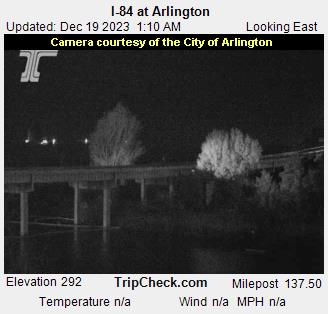 I-84 at Arlington
Updated: Dec 19 2023 1:10 AM Looking East
Camera courtesy of the City of Arlington
Elevation 292 TripCheck.com Milepost 137.50
Temperature n/a Wind n/a MPH n/a